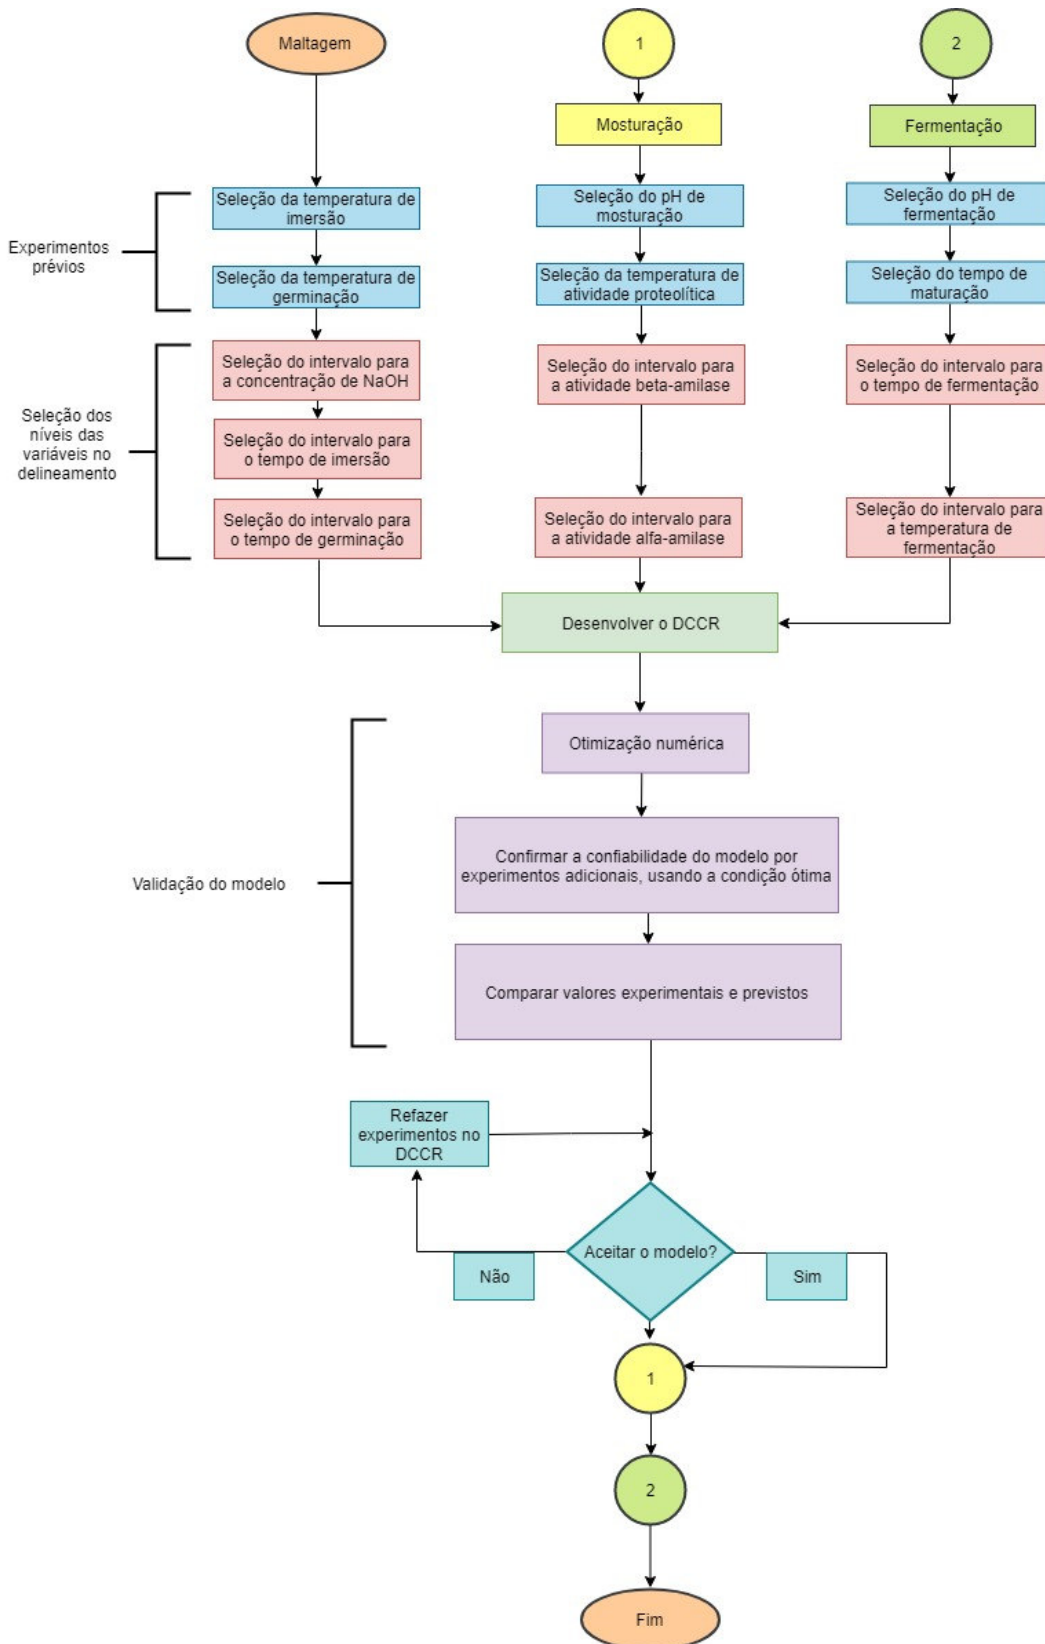 Maltagem
1
2
Mosturação
Fermentação
Experimentos
prévios
Seleção da temperatura de
imersão
Seleção do pH de
mosturação
Seleção do pH de
fermentação
Seleção da temperatura de
germinação
Seleção da temperatura de
atividade proteolítica
Seleção do tempo de
maturação
Seleção dos
níveis das
variáveis no
delineamento
Seleção do intervalo para
a concentração de NaOH
Seleção do intervalo para
a atividade beta-amilase
Seleção do intervalo para
o tempo de fermentação
Seleção do intervalo para
o tempo de imersão
Seleção do intervalo para
o tempo de germinação
Seleção do intervalo para
a atividade alfa-amilase
Seleção do intervalo para
a temperatura de
fermentação
Desenvolver o DCCR
Validação do modelo
Otimização numérica
Confirmar a confiabilidade do modelo por
experimentos adicionais, usando a condição ótima
Comparar valores experimentais e previstos
Refazer
experimentos no
DCCR
Aceitar o modelo?
Não
Sim
1
2
Fim